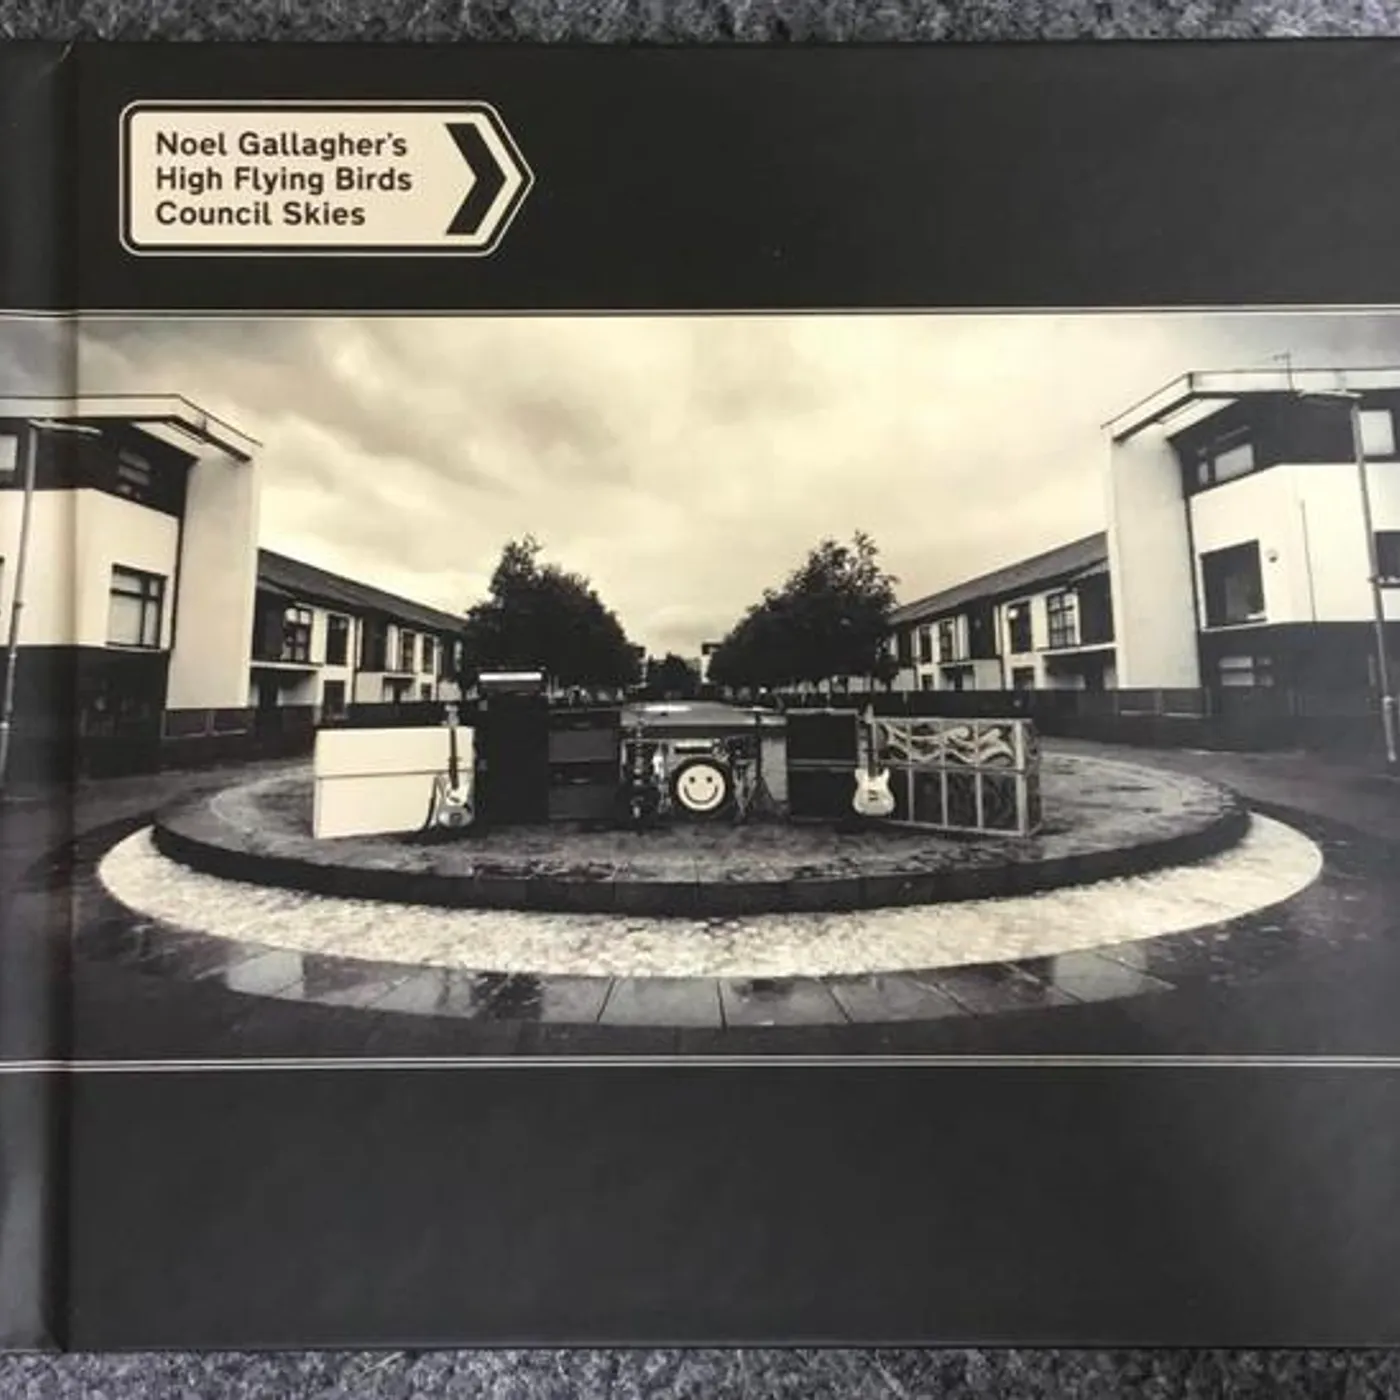 Noel Gallagher's
High Flying Birds
Council Skies